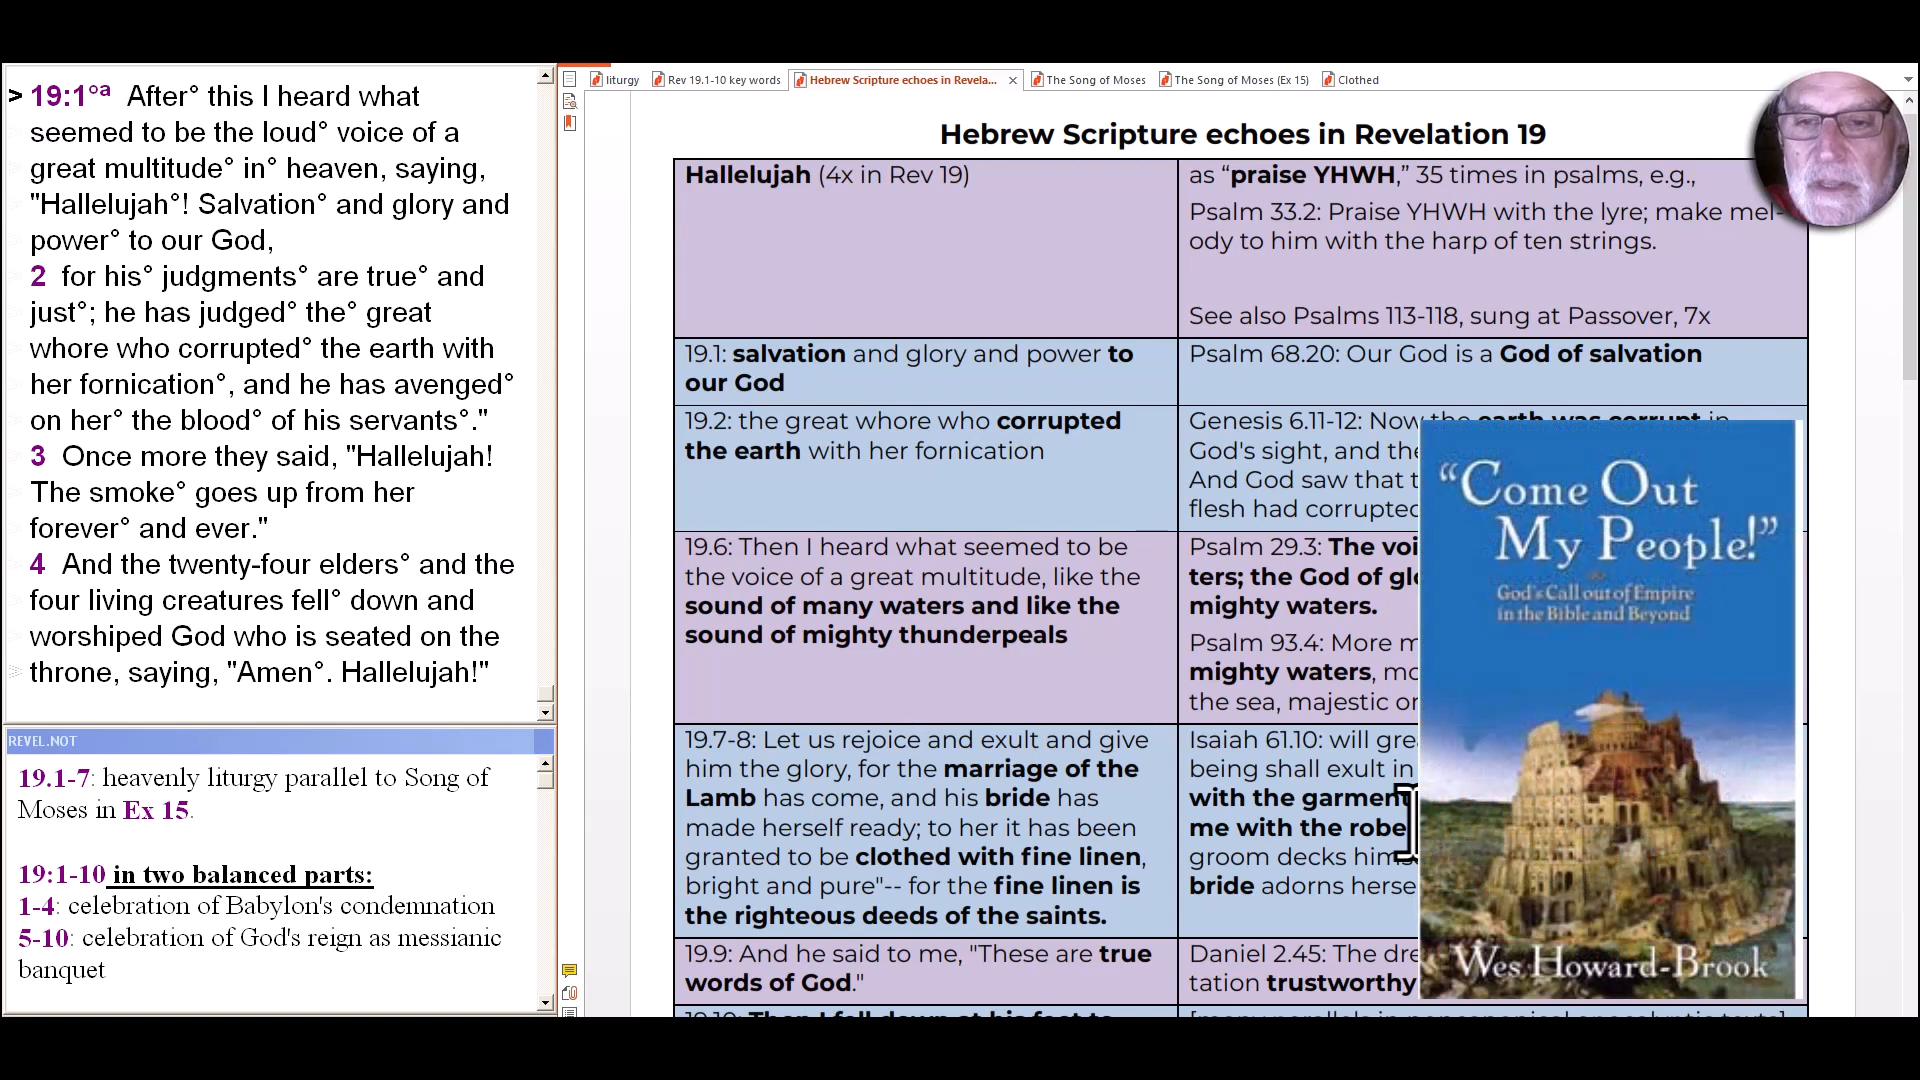 > 19:1°ª After° this I heard what
seemed to be the loud° voice of a
great multitude° in° heaven, saying,
"Hallelujah°! Salvation° and glory and
power° to our God,
2 for his° judgments° are true° and
just°; he has judged° the° great
whore who corrupted° the earth with
her fornication°, and he has avenged°
on her° the blood° of his servants°."
3 Once more they said, "Hallelujah!
The smoke° goes up from her
forever° and ever."
4 And the twenty-four elders° and the
four living creatures fell° down and
worshiped God who is seated on the
throne, saying, "Amen°. Hallelujah!"
REVEL.NOT
19.1-7: heavenly liturgy parallel to Song of
Moses in Ex 15.
19:1-10 in two balanced parts:
1-4: celebration of Babylon's condemnation
5-10: celebration of God's reign as messianic
banquet
liturgy
Rev 19.1-10 key words
Hebrew Scripture echoes in Revela...
The Song of Moses
The Song of Moses (Ex 15)
Clothed
Hebrew Scripture echoes in Revelation 19
Hallelujah (4x in Rev 19)
as “praise YHWH,” 35 times in psalms, e.g.,
Psalm 33.2: Praise YHWH with the lyre; make mel-
ody to him with the harp of ten strings.
See also Psalms 113-118, sung at Passover, 7x
19.1: salvation and glory and power to
our God
Psalm 68.20: Our God is a God of salvation
19.2: the great whore who corrupted
the earth with her fornication
Genesis 6.11-12: Now the earth was corrupt in
God's sight, and the
And God saw that
flesh had corrupted
19.6: Then I heard what seemed to be
the voice of a great multitude, like the
sound of many waters and like the
sound of mighty thunderpeals
Psalm 29.3: The
ters; the God of
mighty waters.
Psalm 93.4: More
mighty waters,
the sea, majestic
19.7-8: Let us rejoice and exult and give
him the glory, for the marriage of the
Lamb has come, and his bride has
made herself ready; to her it has been
granted to be clothed with fine linen,
bright and pure"-- for the fine linen is
the righteous deeds of the saints.
Isaiah 61.10: will
being shall exult in
with the garment
me with the robe
groom decks
bride adorns
19.9: And he said to me, "These are true
words of God."
Daniel 2.45: The
tation trustworthy
19.10: Then I fell down at his feet to
[many parallels in noncanonical apocalyptic texts]
“Come Out
My People!”
God's Call out of Empire
in the Bible and Beyond
Wes Howard-Brook